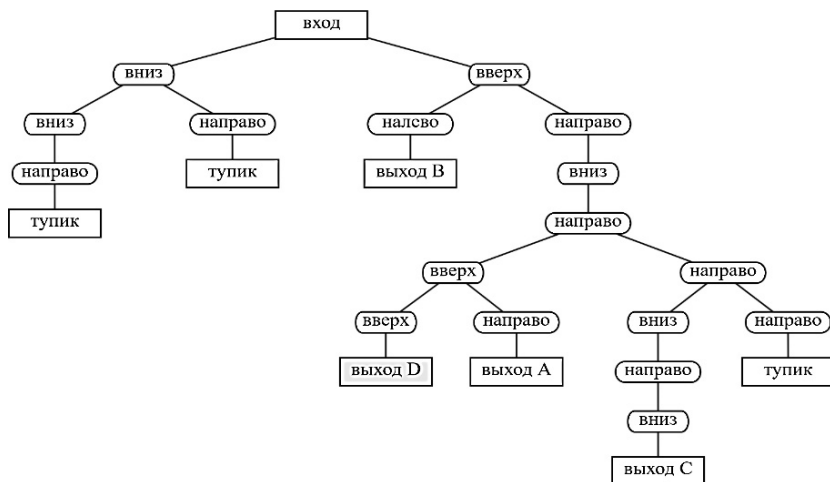 вход
вниз вверх
вниз направо налево направо
направо тупик выход B вниз
тупик направо
вверх направо
вверх направо вниз направо
выход D выход A направо тупик
вниз
выход C